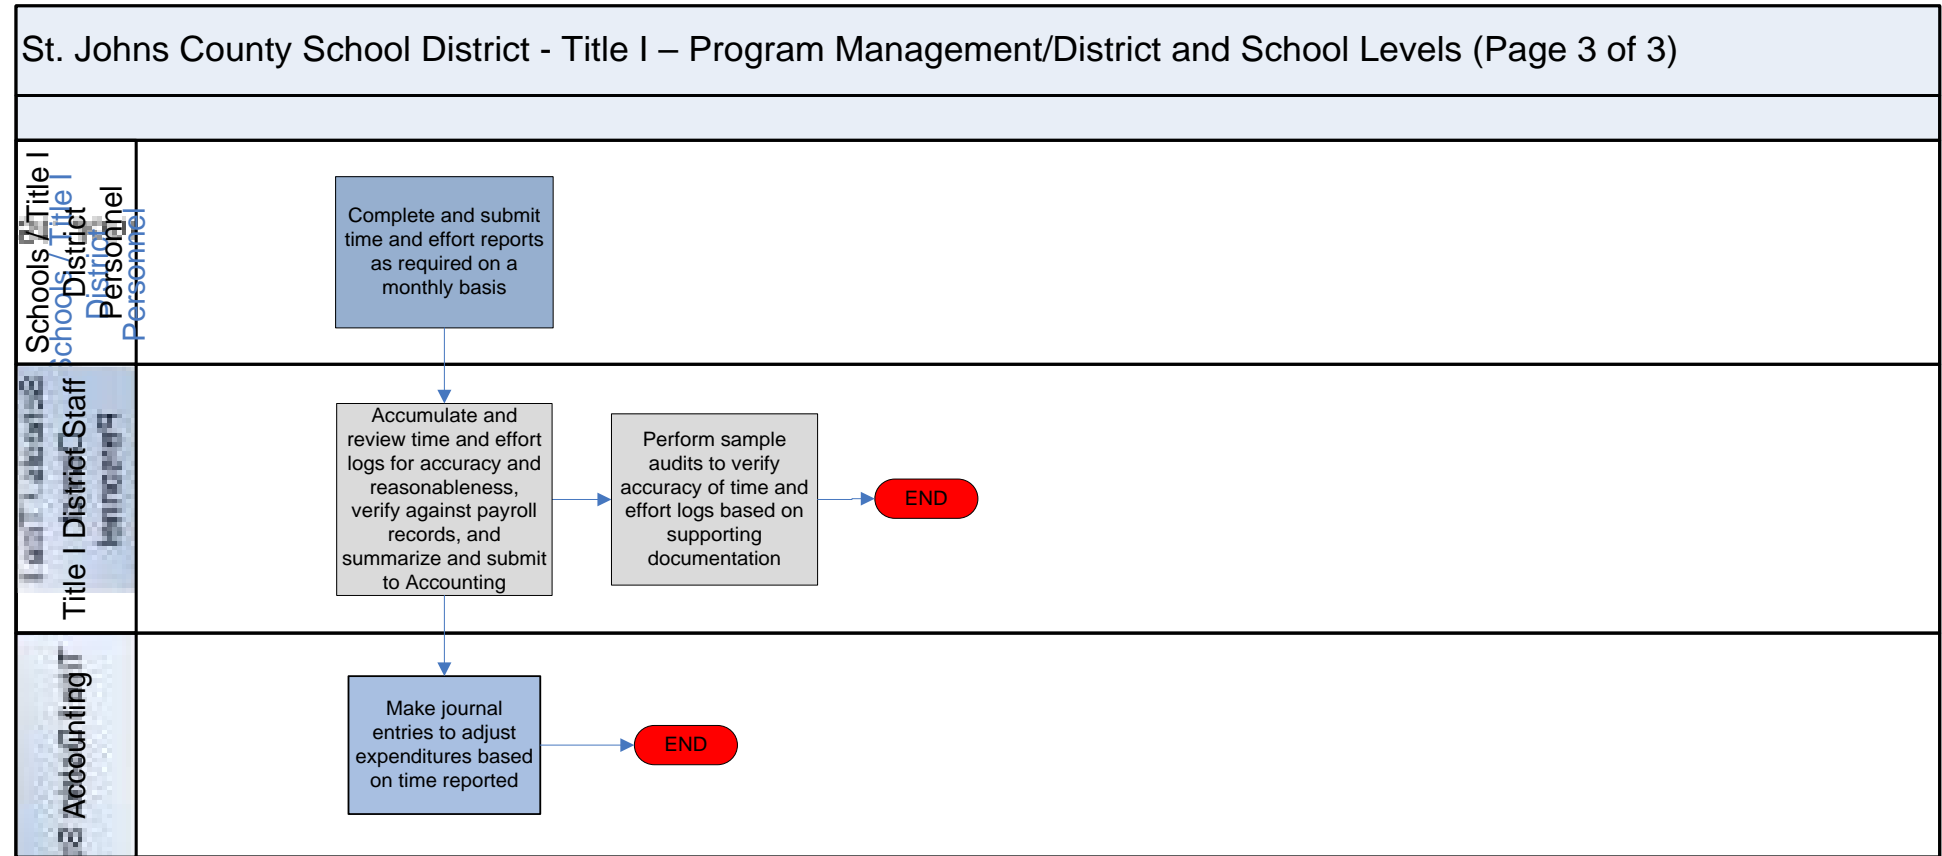 St. Johns County School District - Title I – Program Management/District and School Levels (Page 3 of 3)
Schools / Title I
District
Personnel
Schools / Title I
District
Personnel
Complete and submit
time and effort reports
as required on a
monthly basis
Title I District Staff
Accumulate and
review time and effort
logs for accuracy and
reasonableness,
verify against payroll
records, and
summarize and submit
to Accounting
Perform sample
audits to verify
accuracy of time and
effort logs based on
supporting
documentation
END
Accounting
Make journal
entries to adjust
expenditures based
on time reported
END